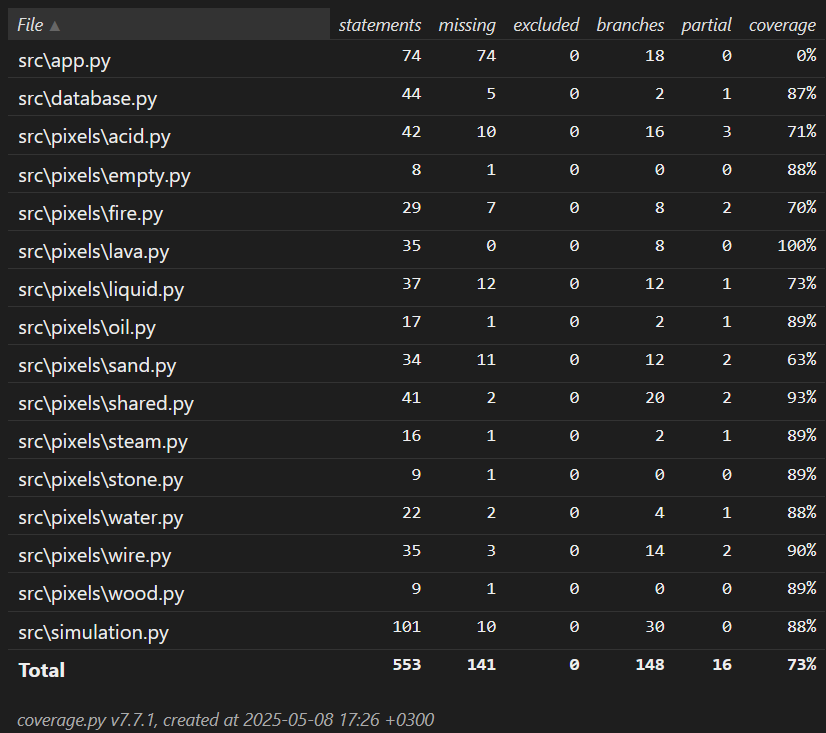 File ▲ statements missing excluded branches partial coverage
src\app.py 74 74 0 18 0 0%
src\database.py 44 5 0 2 1 87%
src\pixels\acid.py 42 10 0 16 3 71%
src\pixels\empty.py 8 1 0 0 0 88%
src\pixels\fire.py 29 7 0 8 2 70%
src\pixels\lava.py 35 0 0 8 0 100%
src\pixels\liquid.py 37 12 0 12 1 73%
src\pixels\oil.py 17 1 0 2 1 89%
src\pixels\sand.py 34 11 0 12 2 63%
src\pixels\shared.py 41 2 0 20 2 93%
src\pixels\steam.py 16 1 0 2 1 89%
src\pixels\stone.py 9 1 0 0 0 89%
src\pixels\water.py 22 2 0 4 1 88%
src\pixels\wire.py 35 3 0 14 2 90%
src\pixels\wood.py 9 1 0 0 0 89%
src\simulation.py 101 10 0 30 0 88%
Total 553 141 0 148 16 73%
coverage.py v7.7.1, created at 2025-05-08 17:26 +0300